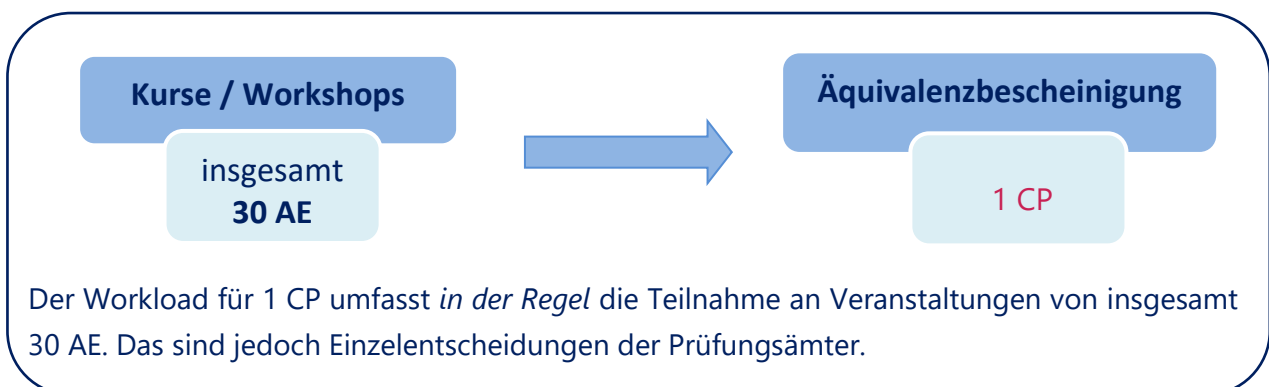 Kurse / Workshops
insgesamt
30 AE
Äquivalenzbescheinigung
1 CP
Der Workload für 1 CP umfasst in der Regel die Teilnahme an Veranstaltungen von insgesamt
30 AE. Das sind jedoch Einzelentscheidungen der Prüfungsämter.